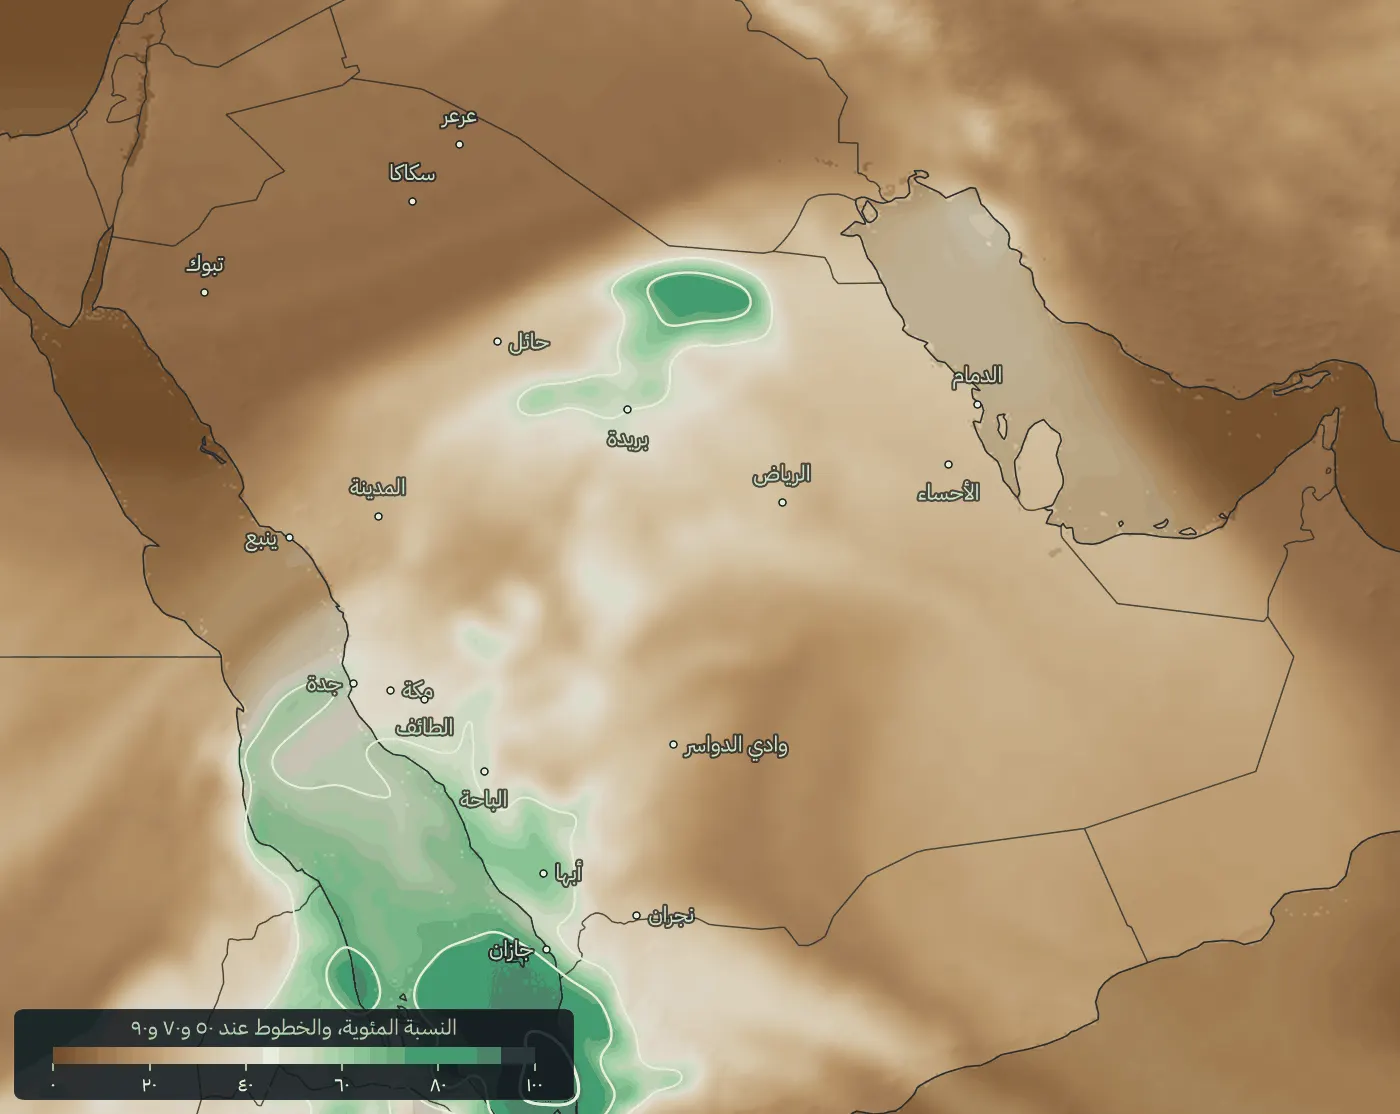 عرعر
سكاكا
تبوك
حائل
الدمام
بريدة
الرياض
المدينة
الأحساء
ينبع
جدة
مكة
الطائف
وادي الدواسر
الباحة
أبها
نجران
جازان
النسبة المئوية، والخطوط عند ٥٠ و٧٠ و٩٠
٠ ٢٠ ٤٠ ٦٠ ٨٠ ١٠٠